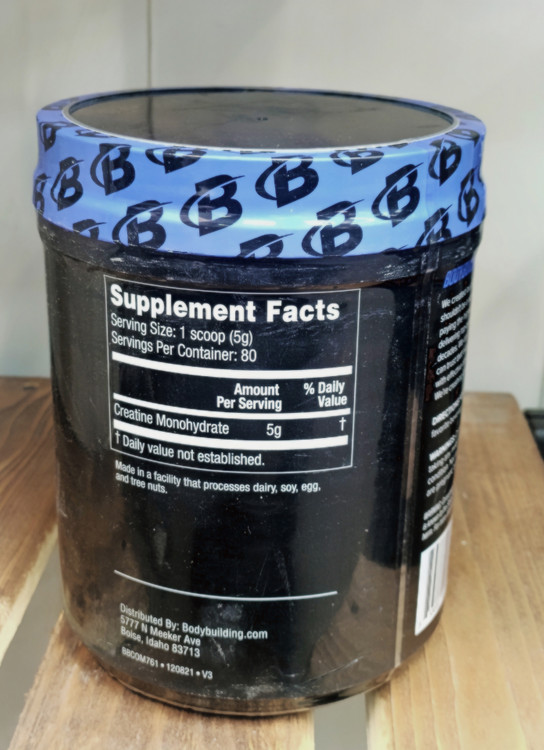 Supplement Facts
Serving Size: 1 scoop (5g)
Servings Per Container: 80
Amount Per Serving
% Daily Value
Creatine Monohydrate 5g †
† Daily value not established.
Made in a facility that processes dairy, soy, egg,
and tree nuts.
Distributed By: Bodybuilding.com
5777 N Meeker Ave
Boise, Idaho 83713
BBCOM761 • 120821 • V3